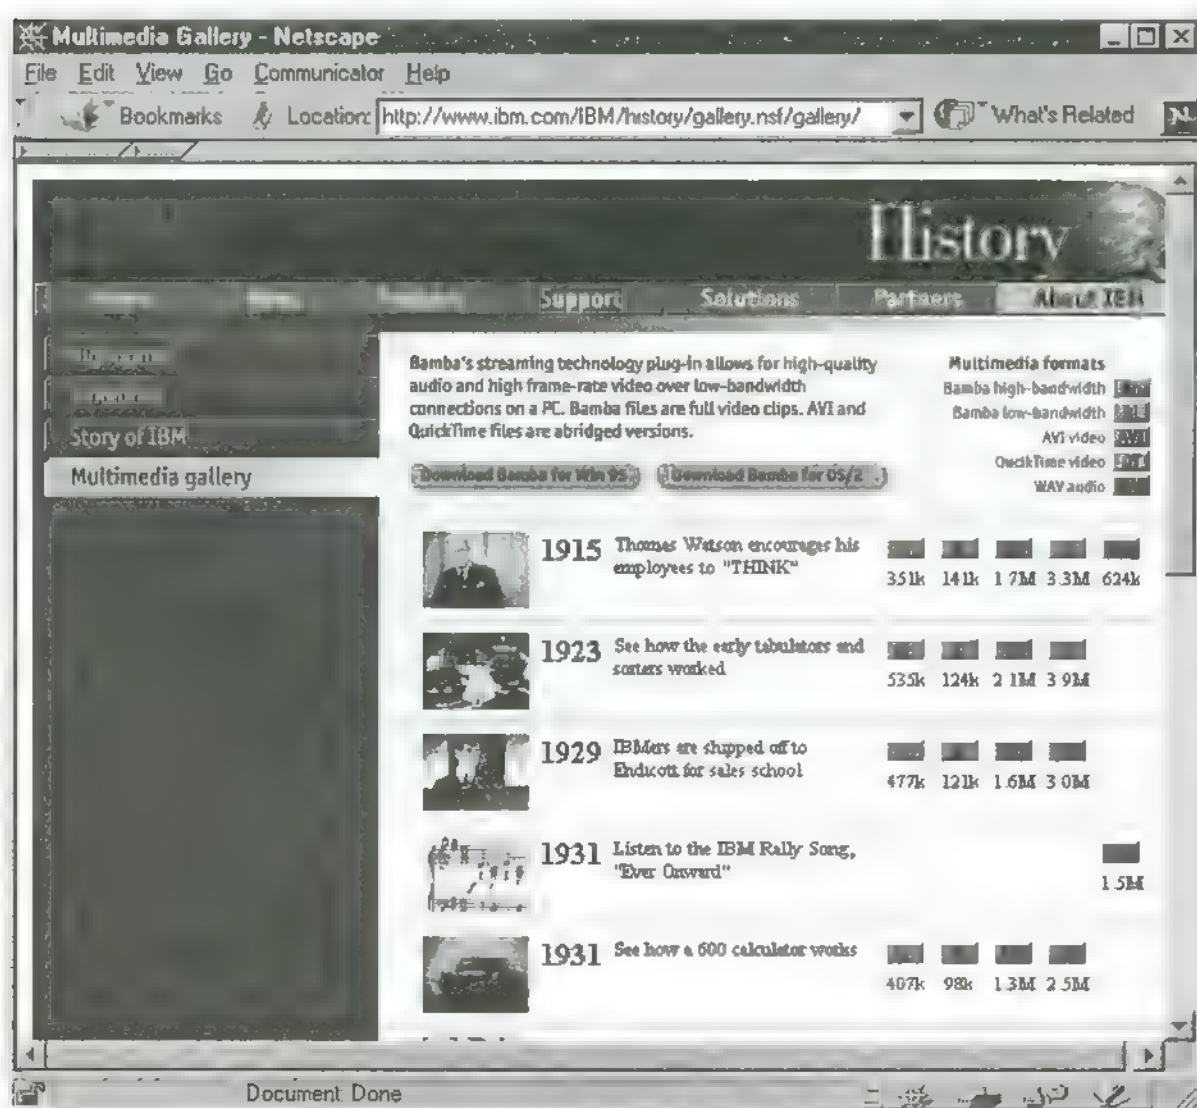 Multimedia Gallery - Netscape
File Edit View Go Communicator Help
Bookmarks Location: http://www.ibm.com/IBM/history/gallery.nsf/gallery/ What's Related
History
Support Solutions Partners About IBM
Story of IBM
Multimedia gallery
Bamba's streaming technology plug-in allows for high-quality
audio and high frame-rate video over low-bandwidth
connections on a PC. Bamba files are full video clips. AVI and
QuickTime files are abridged versions.
Download Bamba for Win 95
Download Bamba for OS/2
Multimedia formats
Bamba high-bandwidth
Bamba low-bandwidth
AVI video
QucikTime video
WAV audio
1915 Thomas Watson encourages his
employees to "THINK"
351k 141k 1.7M 3.3M 624k
1923 See how the early tabulators and
sorters worked
535k 124k 2.1M 3.9M
1929 IBMers are shipped off to
Endicott for sales school
477k 121k 1.6M 3.0M
1931 Listen to the IBM Rally Song,
"Ever Onward"
1.5M
1931 See how a 600 calculator works
407k 98k 1.3M 2.5M
Document: Done